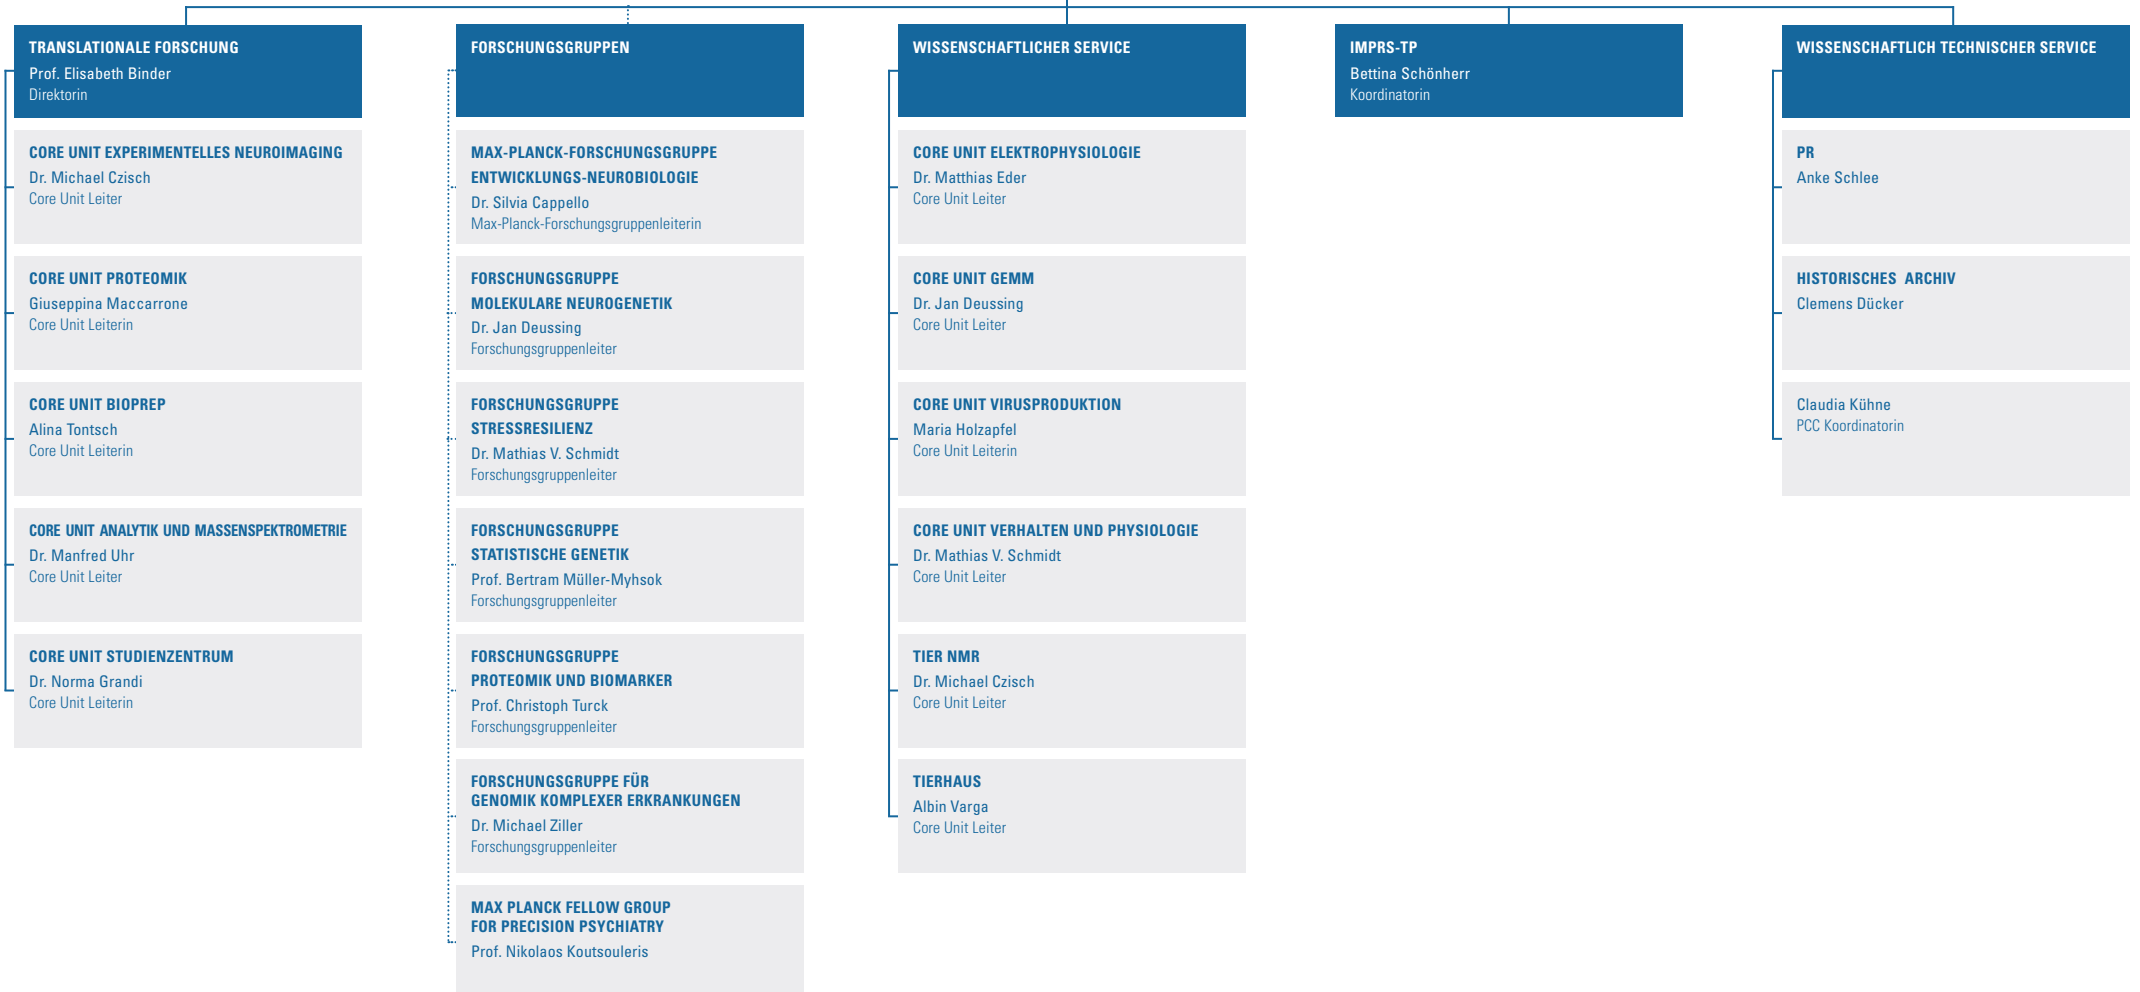 TRANSLATIONALE FORSCHUNG
Prof. Elisabeth Binder
Direktorin
CORE UNIT EXPERIMENTELLES NEUROIMAGING
Dr. Michael Czisch
Core Unit Leiter
CORE UNIT PROTEOMIK
Giuseppina Maccarrone
Core Unit Leiterin
CORE UNIT BIOPREP
Alina Tontsch
Core Unit Leiterin
CORE UNIT ANALYTIK UND MASSENSPEKTROMETRIE
Dr. Manfred Uhr
Core Unit Leiter
CORE UNIT STUDIENZENTRUM
Dr. Norma Grandi
Core Unit Leiterin
FORSCHUNGSGRUPPEN
MAX-PLANCK-FORSCHUNGSGRUPPE
ENTWICKLUNGS-NEUROBIOLOGIE
Dr. Silvia Cappello
Max-Planck-Forschungsgruppenleiterin
FORSCHUNGSGRUPPE
MOLEKULARE NEUROGENETIK
Dr. Jan Deussing
Forschungsgruppenleiter
FORSCHUNGSGRUPPE
STRESSRESILIENZ
Dr. Mathias V. Schmidt
Forschungsgruppenleiter
FORSCHUNGSGRUPPE
STATISTISCHE GENETIK
Prof. Bertram Müller-Myhsok
Forschungsgruppenleiter
FORSCHUNGSGRUPPE
PROTEOMIK UND BIOMARKER
Prof. Christoph Turck
Forschungsgruppenleiter
FORSCHUNGSGRUPPE FÜR
GENOMIK KOMPLEXER ERKRANKUNGEN
Dr. Michael Ziller
Forschungsgruppenleiter
MAX PLANCK FELLOW GROUP
FOR PRECISION PSYCHIATRY
Prof. Nikolaos Koutsouleris
WISSENSCHAFTLICHER SERVICE
CORE UNIT ELEKTROPHYSIOLOGIE
Dr. Matthias Eder
Core Unit Leiter
CORE UNIT GEMM
Dr. Jan Deussing
Core Unit Leiter
CORE UNIT VIRUSPRODUKTION
Maria Holzapfel
Core Unit Leiterin
CORE UNIT VERHALTEN UND PHYSIOLOGIE
Dr. Mathias V. Schmidt
Core Unit Leiter
TIER NMR
Dr. Michael Czisch
Core Unit Leiter
TIERHAUS
Albin Varga
Core Unit Leiter
IMPRS-TP
Bettina Schönherr
Koordinatorin
WISSENSCHAFTLICH TECHNISCHER SERVICE
PR
Anke Schlee
HISTORISCHES ARCHIV
Clemens Dücker
Claudia Kühne
PCC Koordinatorin